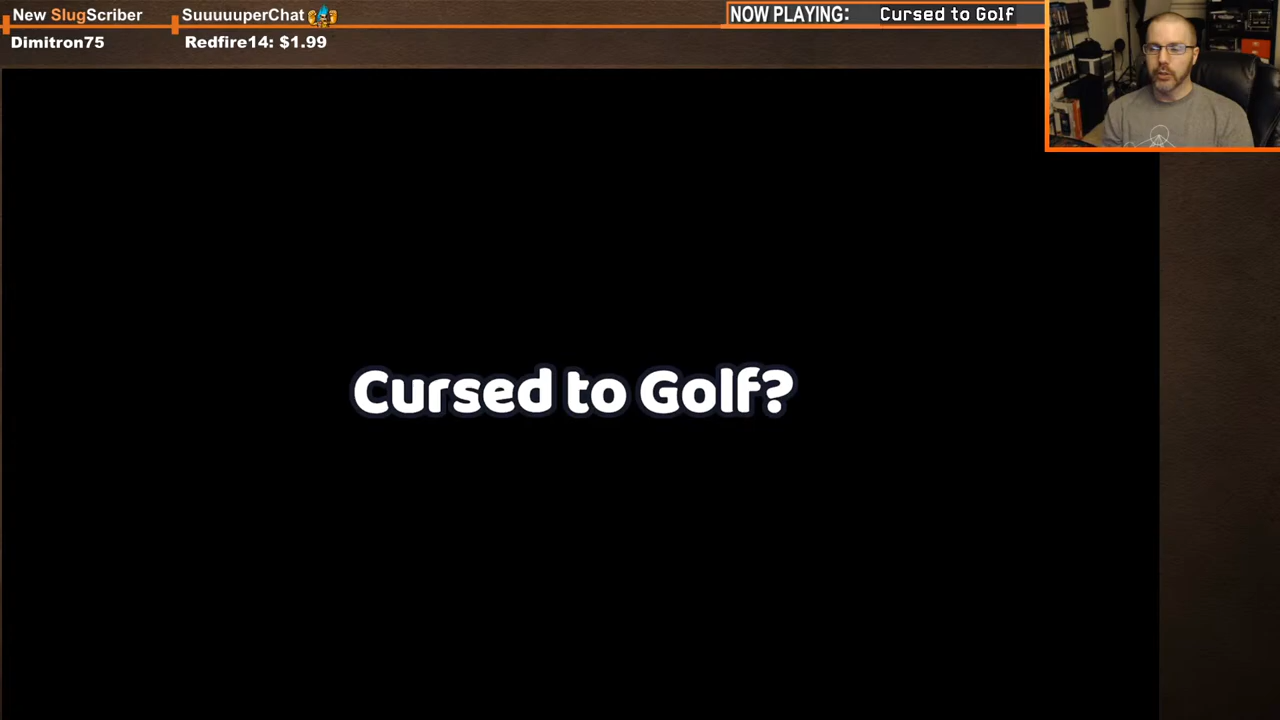 New SlugScriber
Dimitron75
SuuuuuperChat
Redfire14: $1.99
NOW PLAYING: Cursed to Golf
Cursed to Golf?